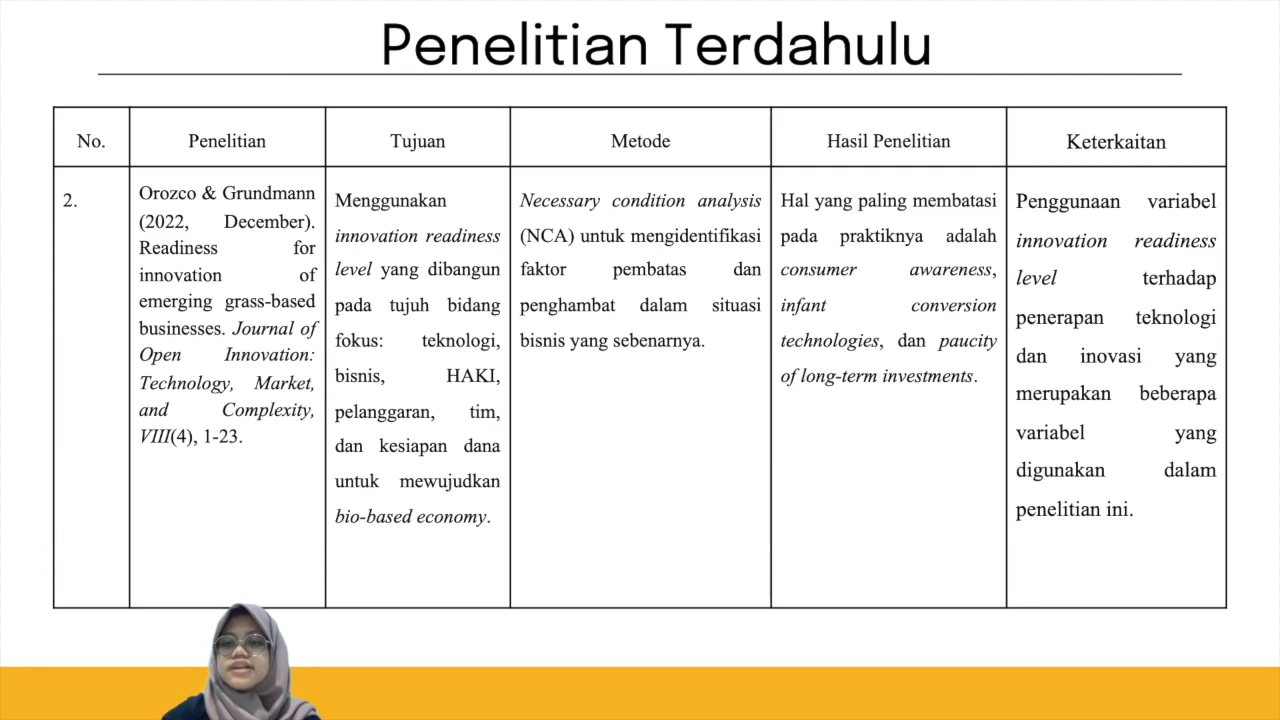 Penelitian Terdahulu
No.
Penelitian
Tujuan
Metode
Hasil Penelitian
Keterkaitan
2.
Orozco & Grundmann
(2022, December).
Readiness for
innovation of
emerging grass-based
businesses. Journal of
Open Innovation:
Technology, Market,
and Complexity,
VIII(4), 1-23.
Menggunakan
innovation readiness
level yang dibangun
pada tujuh bidang
fokus: teknologi,
bisnis, HAKI,
pelanggaran, tim,
dan kesiapan dana
untuk mewujudkan
bio-based economy.
Necessary condition analysis
(NCA) untuk mengidentifikasi
faktor pembatas dan
penghambat dalam situasi
bisnis yang sebenarnya.
Hal yang paling membatasi
pada praktiknya adalah
consumer awareness,
infant conversion
technologies, dan paucity
of long-term investments.
Penggunaan variabel
innovation readiness
level terhadap
penerapan teknologi
dan inovasi yang
merupakan beberapa
variabel yang
digunakan dalam
penelitian ini.